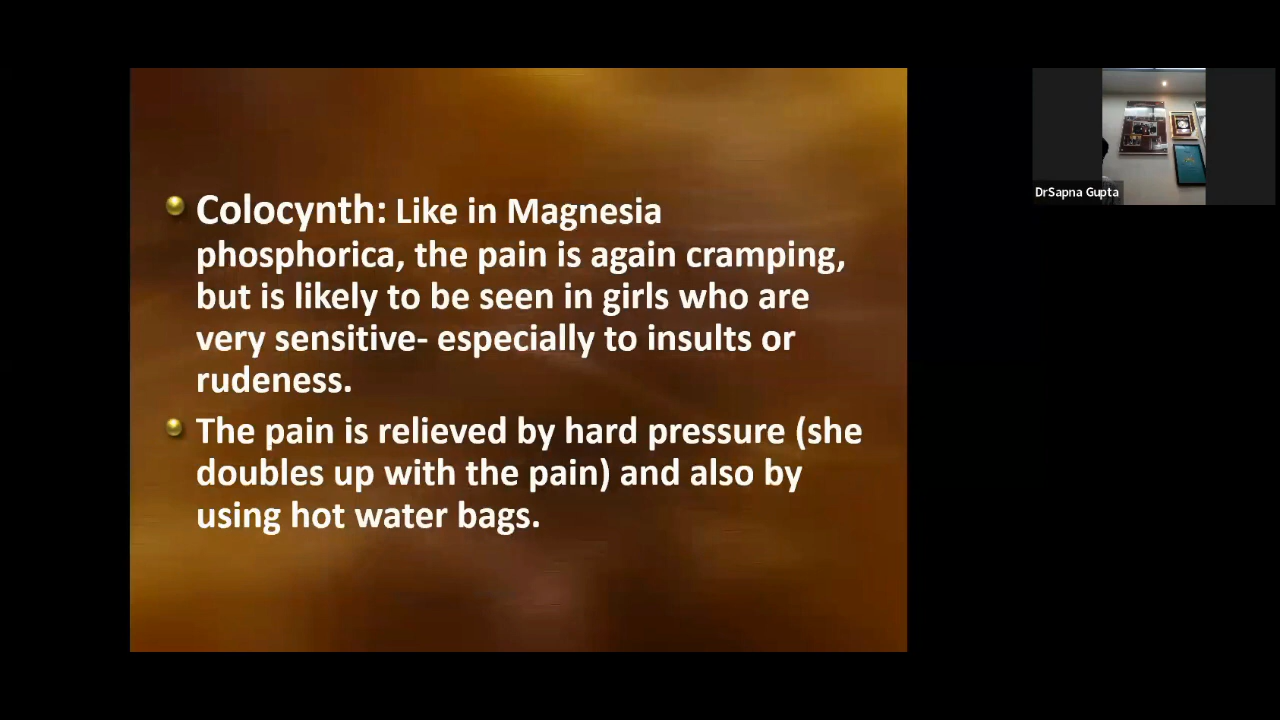 Colocynth: Like in Magnesia
phosphorica, the pain is again cramping,
but is likely to be seen in girls who are
very sensitive- especially to insults or
rudeness.
The pain is relieved by hard pressure (she
doubles up with the pain) and also by
using hot water bags.
DrSapna Gupta